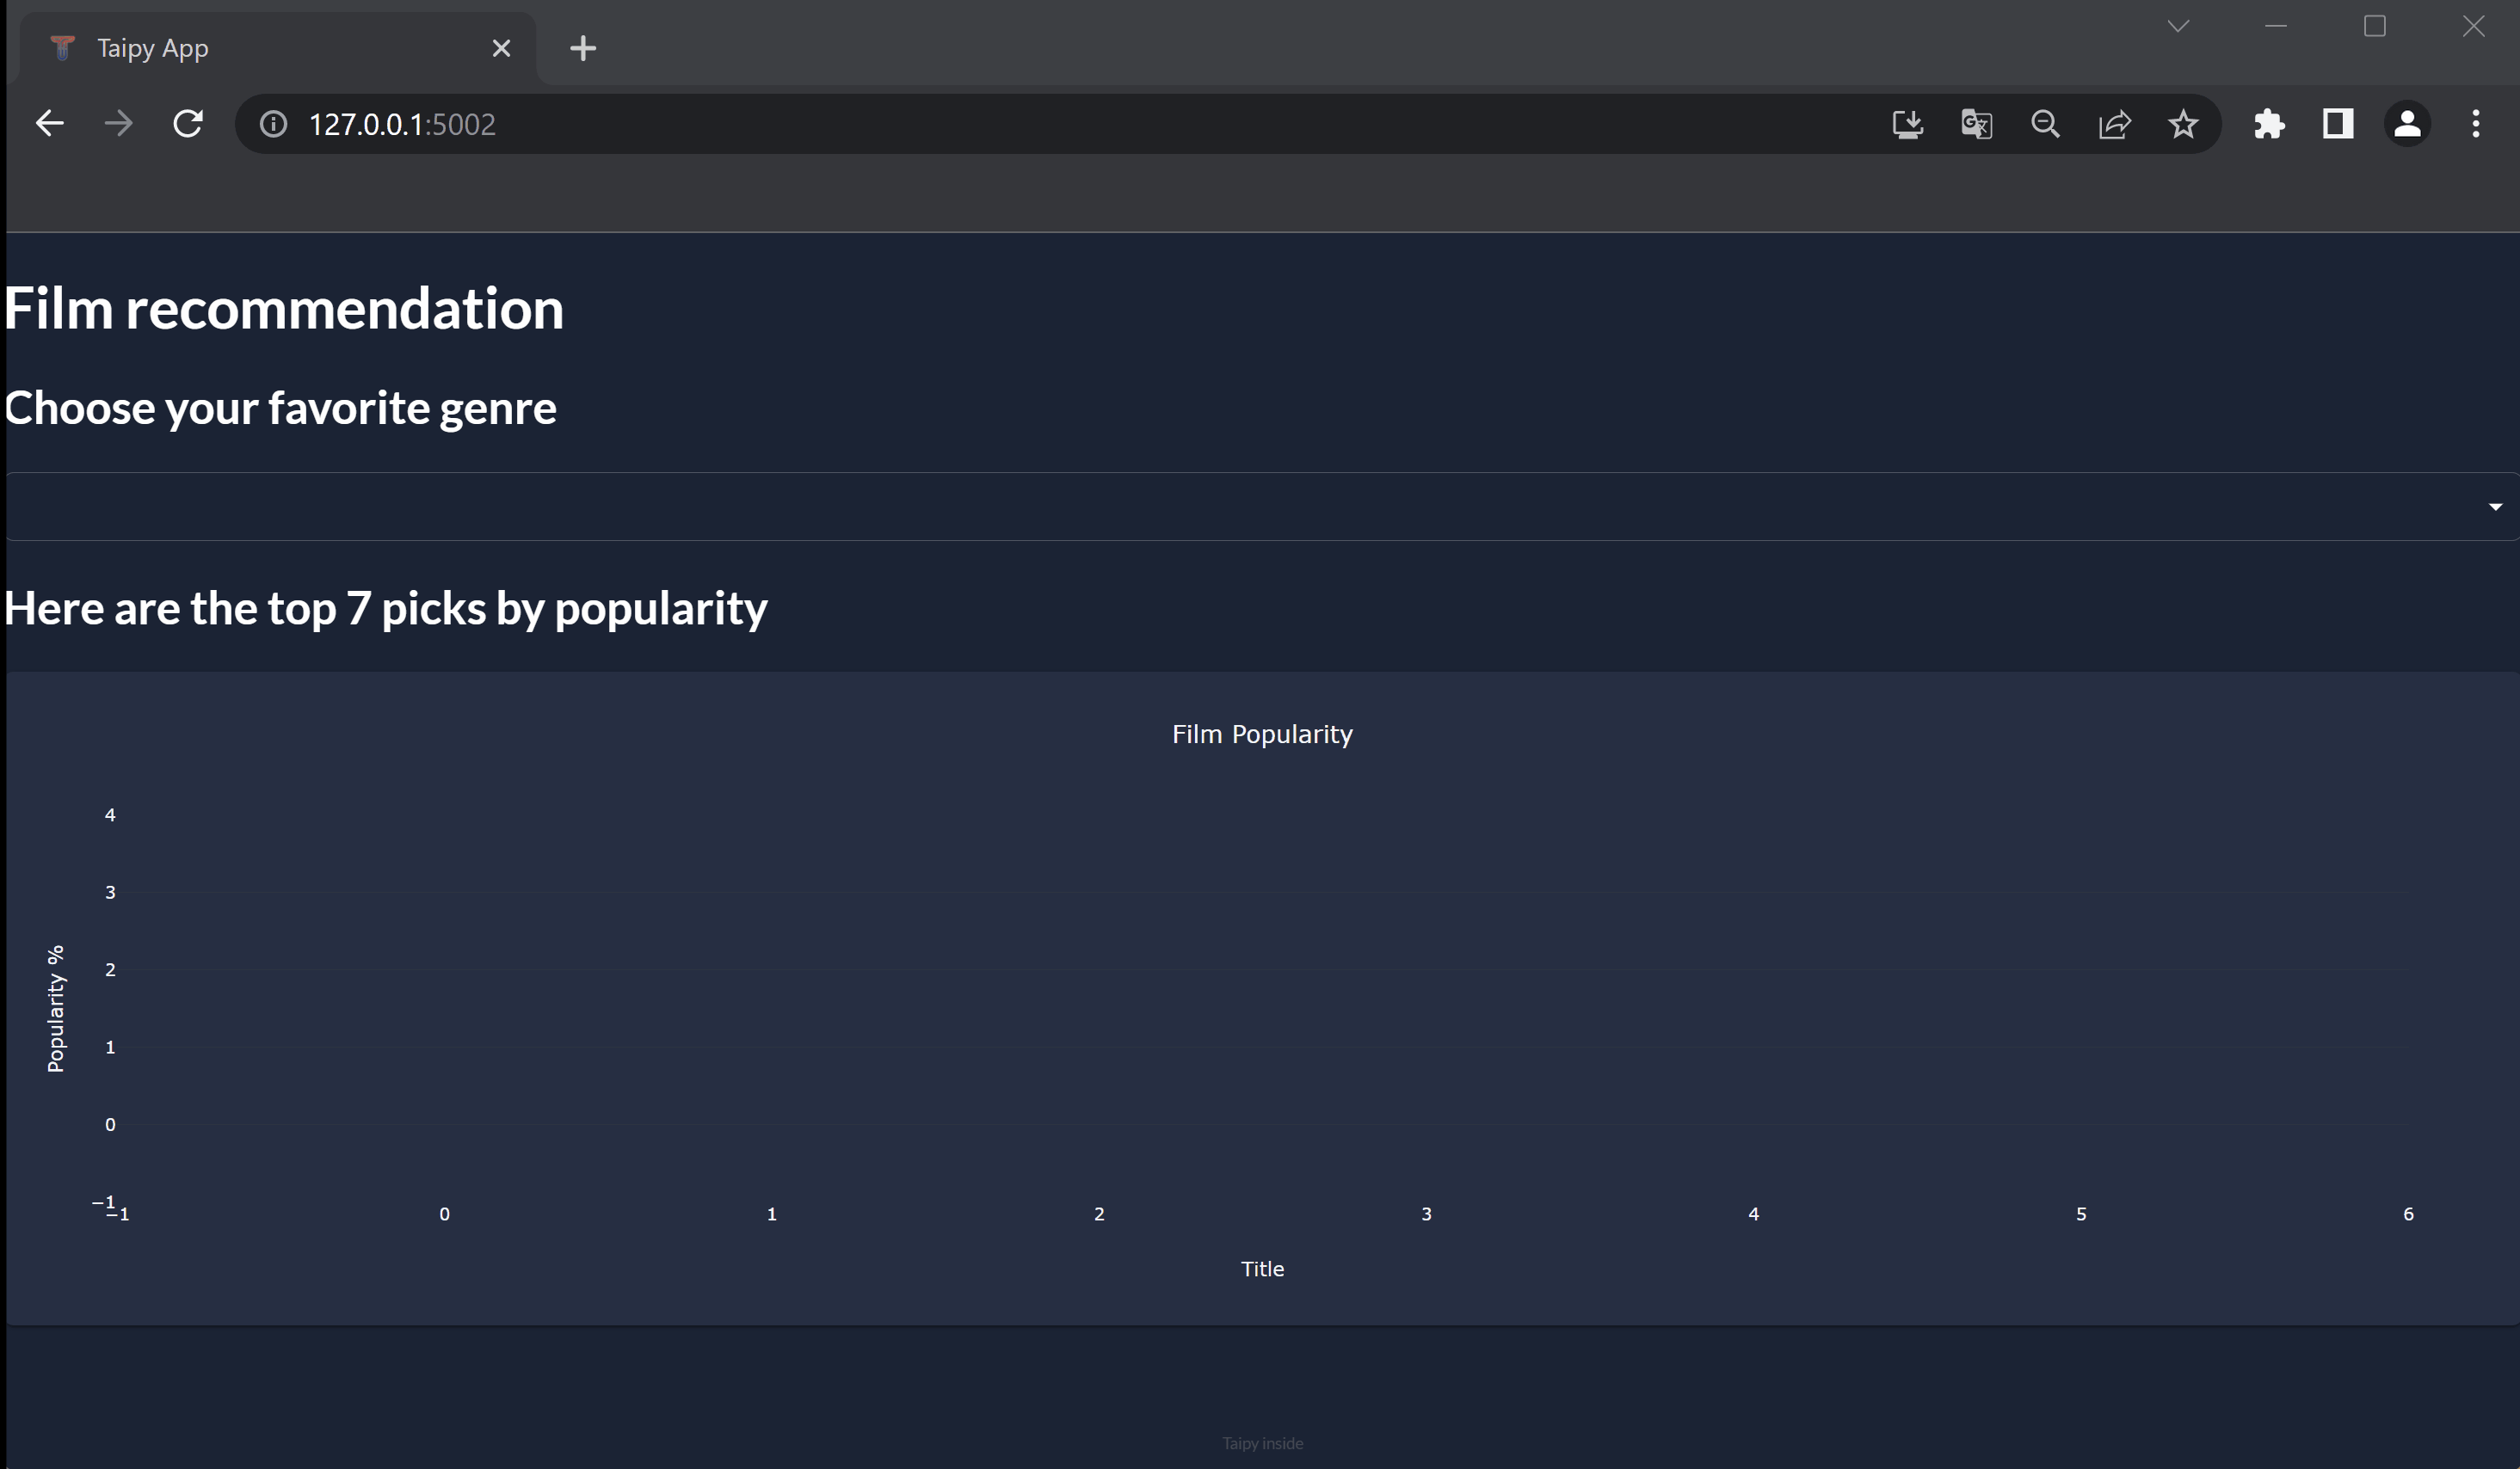 Taipy App
127.0.0.1:5002
Film recommendation
Choose your favorite genre
Here are the top 7 picks by popularity
Film Popularity
4
3
2
1
0
−1
Popularity %
−1 0 1 2 3 4 5 6
Title
Taipy inside